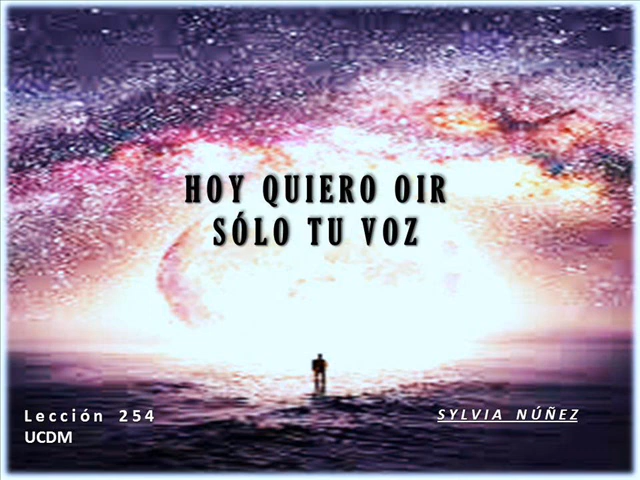 HOY QUIERO OIR
SÓLO TU VOZ
Lección 254
UCDM
SYLVIA NÚÑEZ